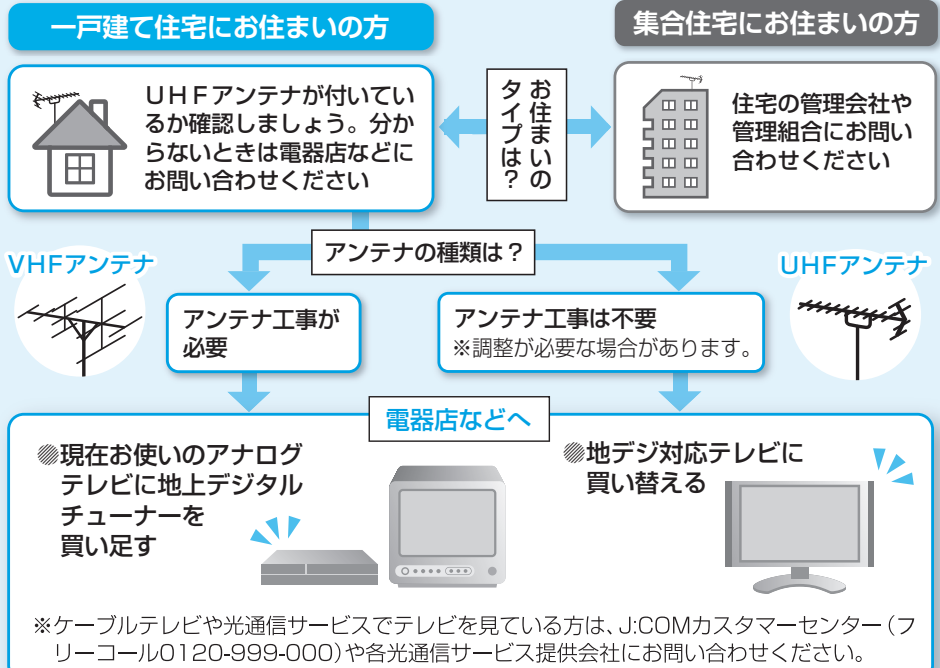 一戸建て住宅にお住まいの方
集合住宅にお住まいの方
UHFアンテナが付いてい
るか確認しましょう。分か
らないときは電器店などに
お問い合わせください
お住まいの
タイプは?
住宅の管理会社や
管理組合にお問い
合わせください
アンテナの種類は?
VHFアンテナ
UHFアンテナ
アンテナ工事が
必要
アンテナ工事は不要
※調整が必要な場合があります。
電器店などへ
現在お使いのアナログ
テレビに地上デジタル
チューナーを
買い足す
地デジ対応テレビに
買い替える
※ケーブルテレビや光通信サービスでテレビを見ている方は、J:COMカスタマーセンター(フ
リーコール0120-999-000)や各光通信サービス提供会社にお問い合わせください。